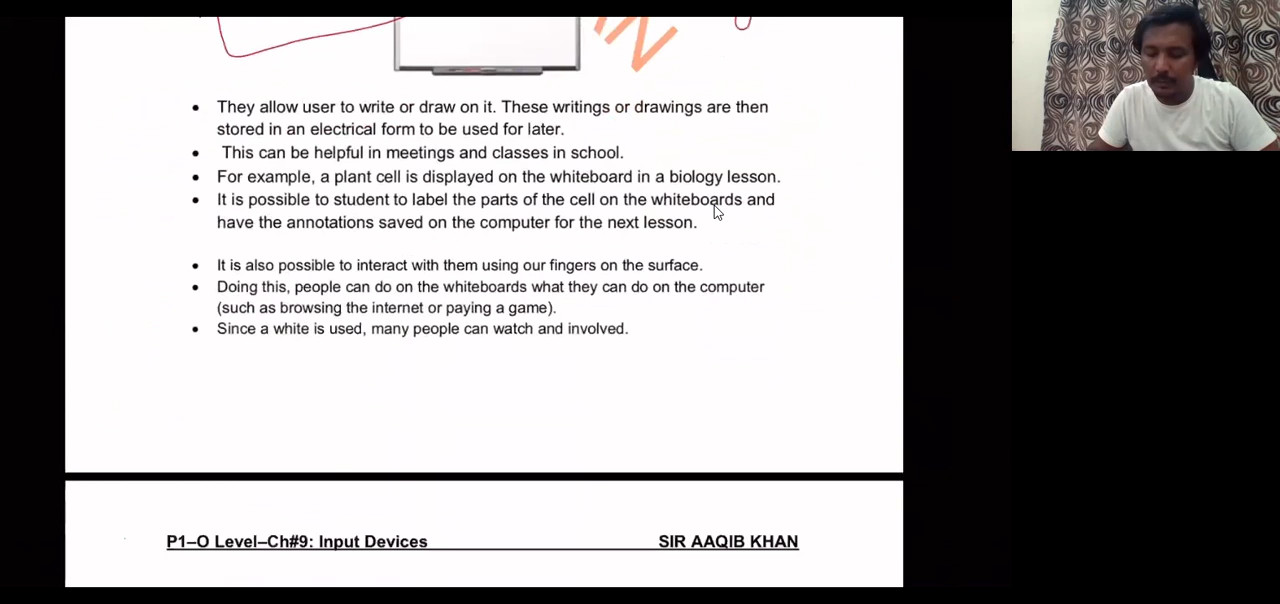 They allow user to write or draw on it. These writings or drawings are then
stored in an electrical form to be used for later.
This can be helpful in meetings and classes in school.
For example, a plant cell is displayed on the whiteboard in a biology lesson.
It is possible to student to label the parts of the cell on the whiteboards and
have the annotations saved on the computer for the next lesson.
It is also possible to interact with them using our fingers on the surface.
Doing this, people can do on the whiteboards what they can do on the computer
(such as browsing the internet or paying a game).
Since a white is used, many people can watch and involved.
P1–O Level–Ch#9: Input Devices SIR AAQIB KHAN